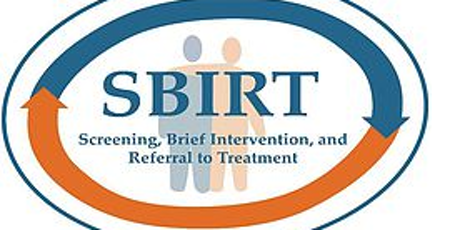 SBIRT
Screening, Brief Intervention, and
Referral to Treatment